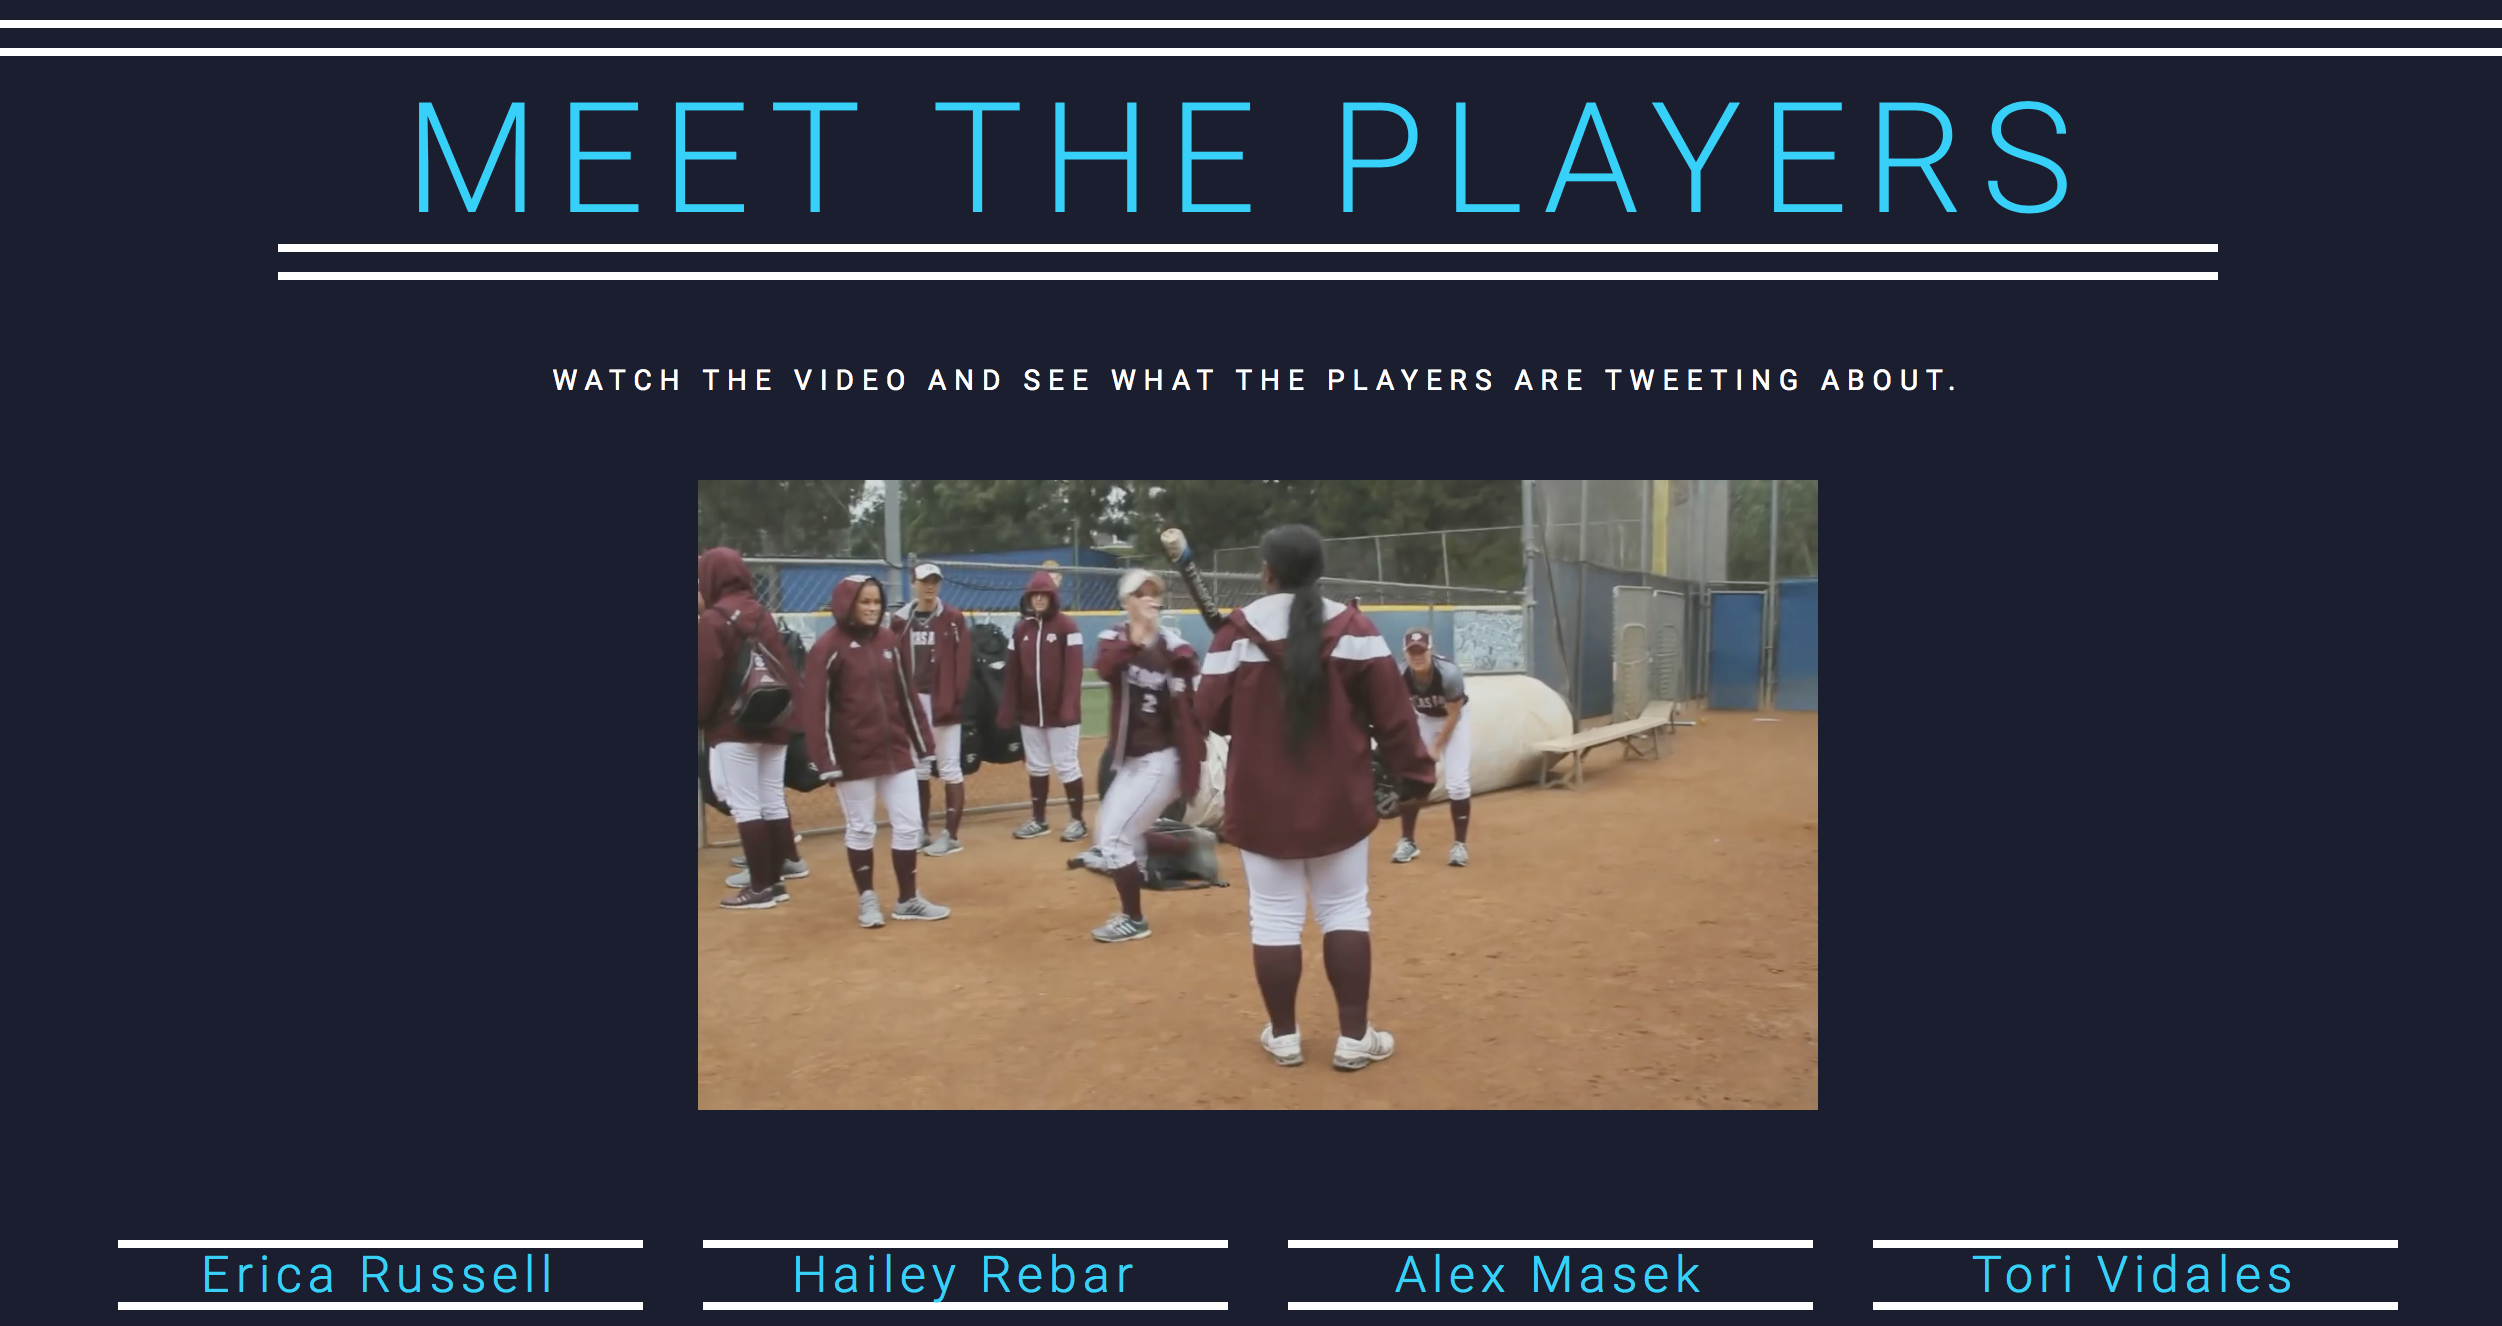 MEET THE PLAYERS
WATCH THE VIDEO AND SEE WHAT THE PLAYERS ARE TWEETING ABOUT.
2
Erica Russell
Hailey Rebar
Alex Masek
Tori Vidales